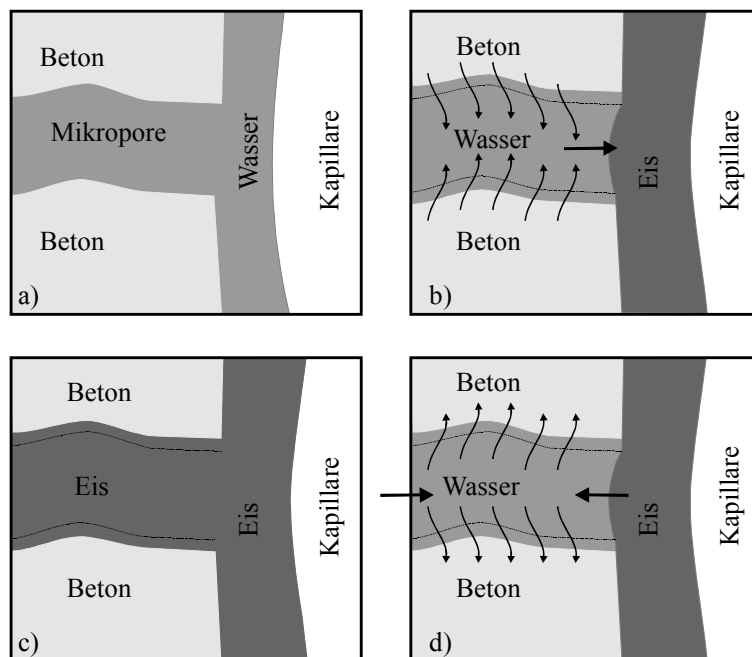 Beton
Mikropore
Wasser
Kapillare
Beton
a)
Beton
Wasser
Eis
Kapillare
Beton
b)
Beton
Eis
Eis
Kapillare
Beton
c)
Beton
Wasser
Eis
Kapillare
Beton
d)